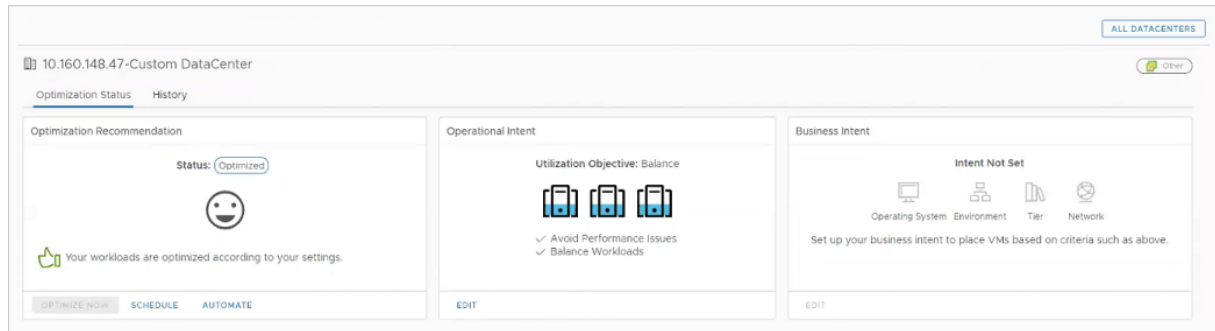 ALL DATACENTERS
10.160.148.47-Custom DataCenter
Other
Optimization Status History
Optimization Recommendation
Status: Optimized
Your workloads are optimized according to your settings.
OPTIMIZE NOW SCHEDULE AUTOMATE
Operational Intent
Utilization Objective: Balance
Avoid Performance Issues
Balance Workloads
EDIT
Business Intent
Intent Not Set
Operating System Environment Tier Network
Set up your business intent to place VMs based on criteria such as above.
EDIT